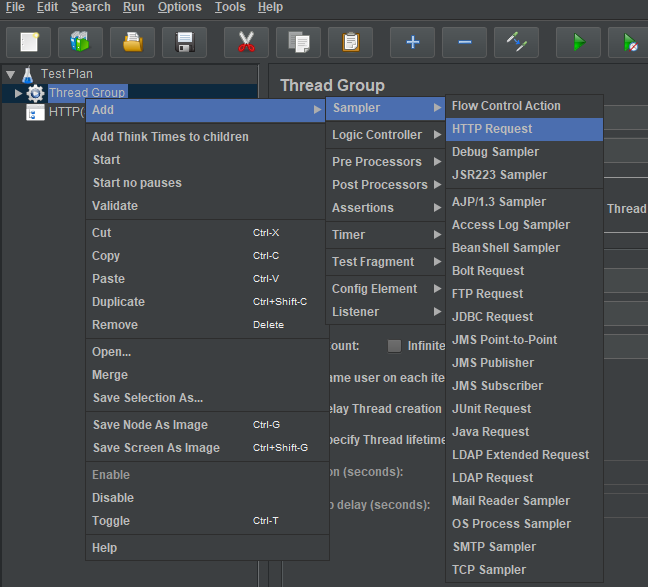 File Edit Search Run Options Tools Help
Test Plan
Thread Group
HTTP(
Thread Group
Add
Add Think Times to children
Start
Start no pauses
Validate
Cut Ctrl-X
Copy Ctrl-C
Paste Ctrl-V
Duplicate Ctrl+Shift-C
Remove Delete
Open...
Merge
Save Selection As...
Save Node As Image Ctrl-G
Save Screen As Image Ctrl+Shift-G
Enable
Disable
Toggle Ctrl-T
Help
Sampler
Logic Controller
Pre Processors
Post Processors
Assertions
Timer
Test Fragment
Config Element
Listener
Flow Control Action
HTTP Request
Debug Sampler
JSR223 Sampler
AJP/1.3 Sampler
Access Log Sampler
BeanShell Sampler
Bolt Request
FTP Request
JDBC Request
JMS Point-to-Point
JMS Publisher
JMS Subscriber
JUnit Request
Java Request
LDAP Extended Request
LDAP Request
Mail Reader Sampler
OS Process Sampler
SMTP Sampler
TCP Sampler
Thread
ount: Infinite
ame user on each ite
elay Thread creation
pecify Thread lifetime
on (seconds):
p delay (seconds):